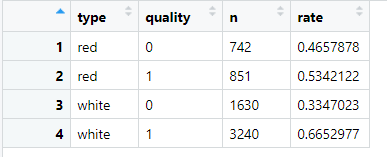 type quality n rate
1 red 0 742 0.4657878
2 red 1 851 0.5342122
3 white 0 1630 0.3347023
4 white 1 3240 0.6652977